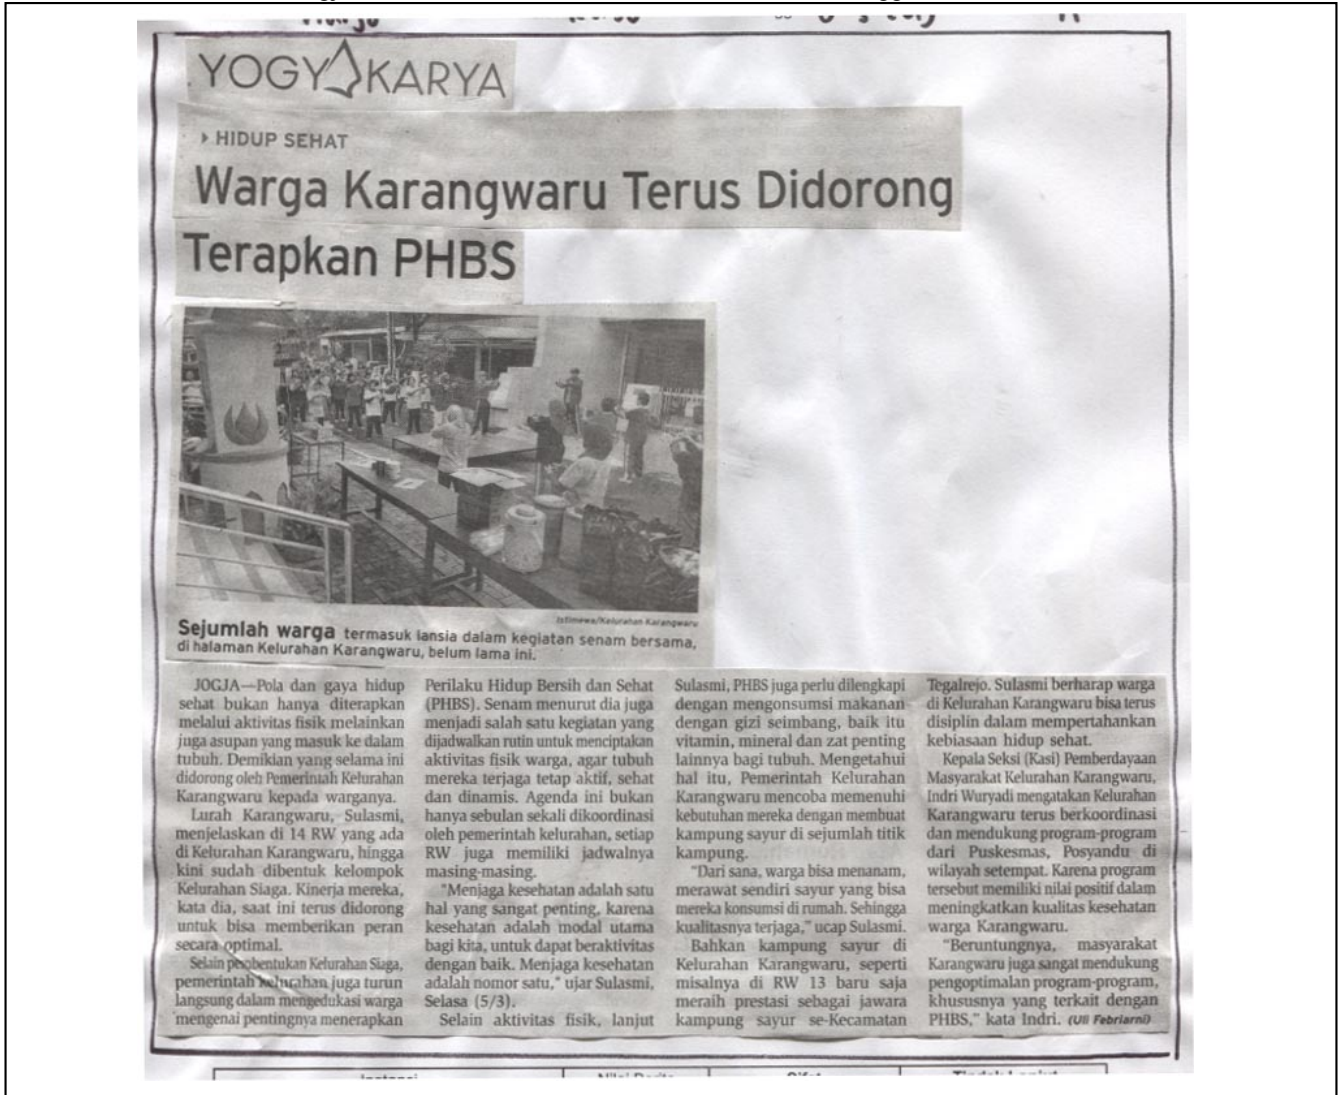 YOGYAKARYA
HIDUP SEHAT
Warga Karangwaru Terus Didorong
Terapkan PHBS
Istimewa/Kelurahan Karangwaru
Sejumlah warga termasuk lansia dalam kegiatan senam bersama,
di halaman Kelurahan Karangwaru, belum lama ini.
JOGJA—Pola dan gaya hidup
sehat bukan hanya diterapkan
melalui aktivitas fisik melainkan
juga asupan yang masuk ke dalam
tubuh. Demikian yang selama ini
didorong oleh Pemerintah Kelurahan
Karangwaru kepada warganya.
Lurah Karangwaru, Sulasmi,
menjelaskan di 14 RW yang ada
di Kelurahan Karangwaru, hingga
kini sudah dibentuk kelompok
Kelurahan Siaga. Kinerja mereka,
kata dia, saat ini terus didorong
untuk bisa memberikan peran
secara optimal.
Selain pembentukan Kelurahan Siaga,
pemerintah kelurahan juga turun
langsung dalam mengedukasi warga
mengenai pentingnya menerapkan
Perilaku Hidup Bersih dan Sehat
(PHBS). Senam menurut dia juga
menjadi salah satu kegiatan yang
dijadwalkan rutin untuk menciptakan
aktivitas fisik warga, agar tubuh
mereka terjaga tetap aktif, sehat
dan dinamis. Agenda ini bukan
hanya sebulan sekali dikoordinasi
oleh pemerintah kelurahan, setiap
RW juga memiliki jadwalnya
masing-masing.
"Menjaga kesehatan adalah satu
hal yang sangat penting, karena
kesehatan adalah modal utama
bagi kita, untuk dapat beraktivitas
dengan baik. Menjaga kesehatan
adalah nomor satu," ujar Sulasmi,
Selasa (5/3).
Selain aktivitas fisik, lanjut
Sulasmi, PHBS juga perlu dilengkapi
dengan mengonsumsi makanan
dengan gizi seimbang, baik itu
vitamin, mineral dan zat penting
lainnya bagi tubuh. Mengetahui
hal itu, Pemerintah Kelurahan
Karangwaru mencoba memenuhi
kebutuhan mereka dengan membuat
kampung sayur di sejumlah titik
kampung.
"Dari sana, warga bisa menanam,
merawat sendiri sayur yang bisa
mereka konsumsi di rumah. Sehingga
kualitasnya terjaga," ucap Sulasmi.
Bahkan kampung sayur di
Kelurahan Karangwaru, seperti
misalnya di RW 13 baru saja
meraih prestasi sebagai jawara
kampung sayur se-Kecamatan
Tegalrejo. Sulasmi berharap warga
di Kelurahan Karangwaru bisa terus
disiplin dalam mempertahankan
kebiasaan hidup sehat.
Kepala Seksi (Kasi) Pemberdayaan
Masyarakat Kelurahan Karangwaru,
Indri Wuryadi mengatakan Kelurahan
Karangwaru terus berkoordinasi
dan mendukung program-program
dari Puskesmas, Posyandu di
wilayah setempat. Karena program
tersebut memiliki nilai positif dalam
meningkatkan kualitas kesehatan
warga Karangwaru.
"Beruntungnya, masyarakat
Karangwaru juga sangat mendukung
pengoptimalan program-program,
khususnya yang terkait dengan
PHBS," kata Indri. (Uli Febriarni)